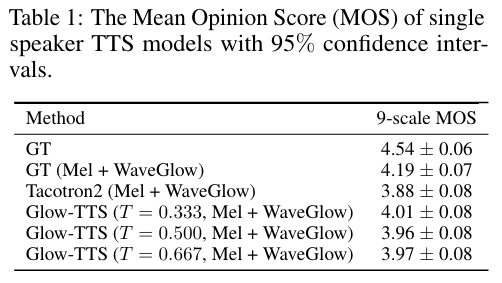 Table 1: The Mean Opinion Score (MOS) of single
speaker TTS models with 95% confidence inter-
vals.
Method 9-scale MOS
GT 4.54 ± 0.06
GT (Mel + WaveGlow) 4.19 ± 0.07
Tacotron2 (Mel + WaveGlow) 3.88 ± 0.08
Glow-TTS (T = 0.333, Mel + WaveGlow) 4.01 ± 0.08
Glow-TTS (T = 0.500, Mel + WaveGlow) 3.96 ± 0.08
Glow-TTS (T = 0.667, Mel + WaveGlow) 3.97 ± 0.08